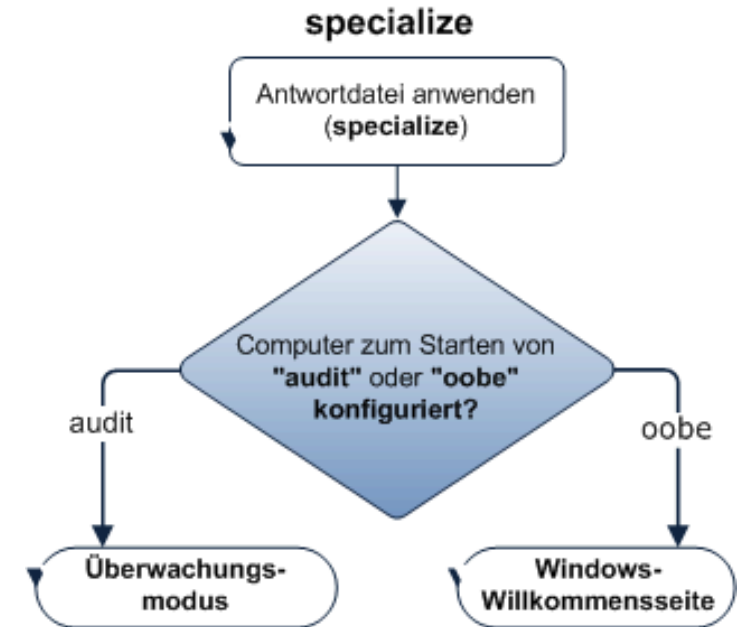 specialize
Antwortdatei anwenden
(specialize)
Computer zum Starten von
"audit" oder "oobe"
konfiguriert?
audit
oobe
Überwachungs-
modus
Windows-
Willkommensseite